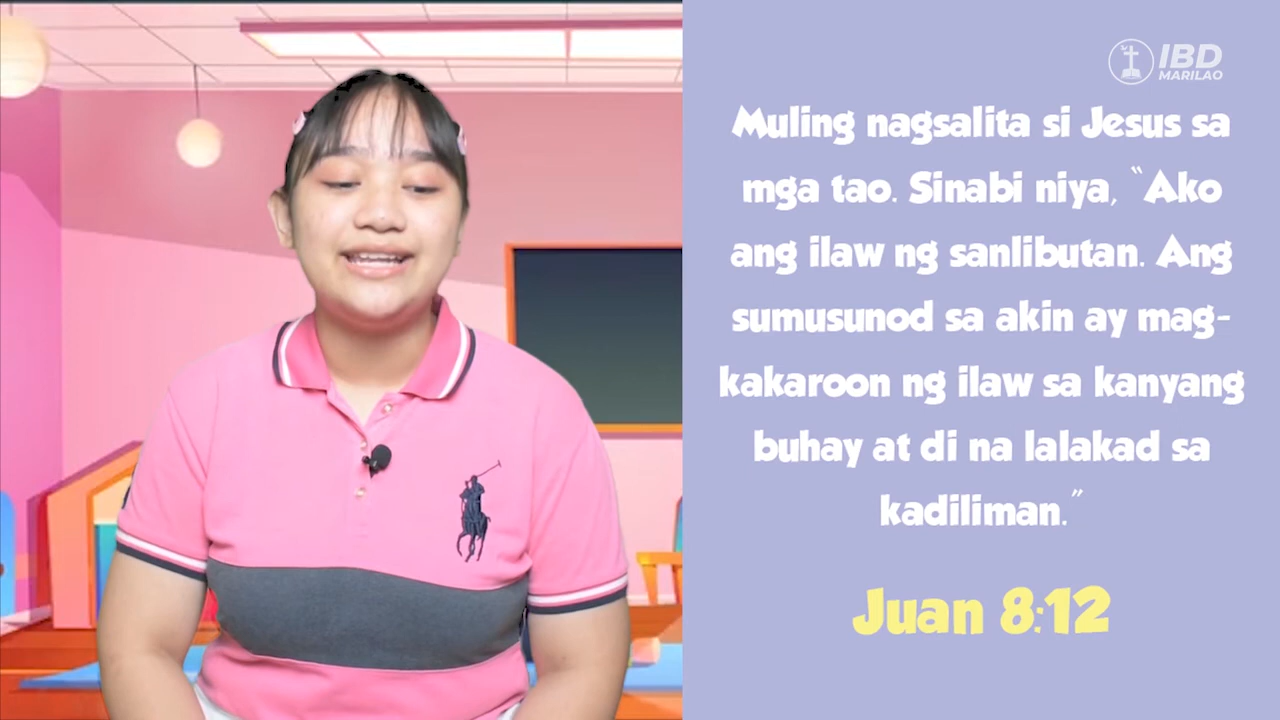 IBD
MARILAO
Muling nagsalita si Jesus sa
mga tao. Sinabi niya, “Ako
ang ilaw ng sanlibutan. Ang
sumusunod sa akin ay mag-
kakaroon ng ilaw sa kanyang
buhay at di na lalakad sa
kadiliman.”
Juan 8:12